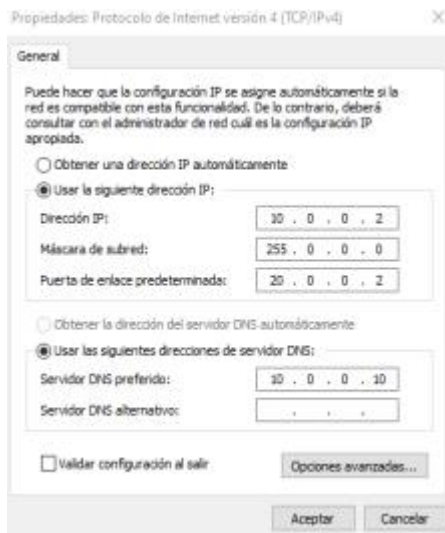 Propiedades: Protocolo de Internet versión 4 (TCP/IPv4)
General
Puede hacer que la configuración IP se asigne automáticamente si la
red es compatible con esta funcionalidad. De lo contrario, deberá
consultar con el administrador de red cuál es la configuración IP
apropiada.
Obtener una dirección IP automáticamente
Usar la siguiente dirección IP:
Dirección IP: 10 . 0 . 0 . 2
Máscara de subred: 255 . 0 . 0 . 0
Puerta de enlace predeterminada: 20 . 0 . 0 . 2
Obtener la dirección del servidor DNS automáticamente
Usar las siguientes direcciones de servidor DNS:
Servidor DNS preferido: 10 . 0 . 0 . 10
Servidor DNS alternativo: . . .
Validar configuración al salir
Opciones avanzadas...
Aceptar Cancelar